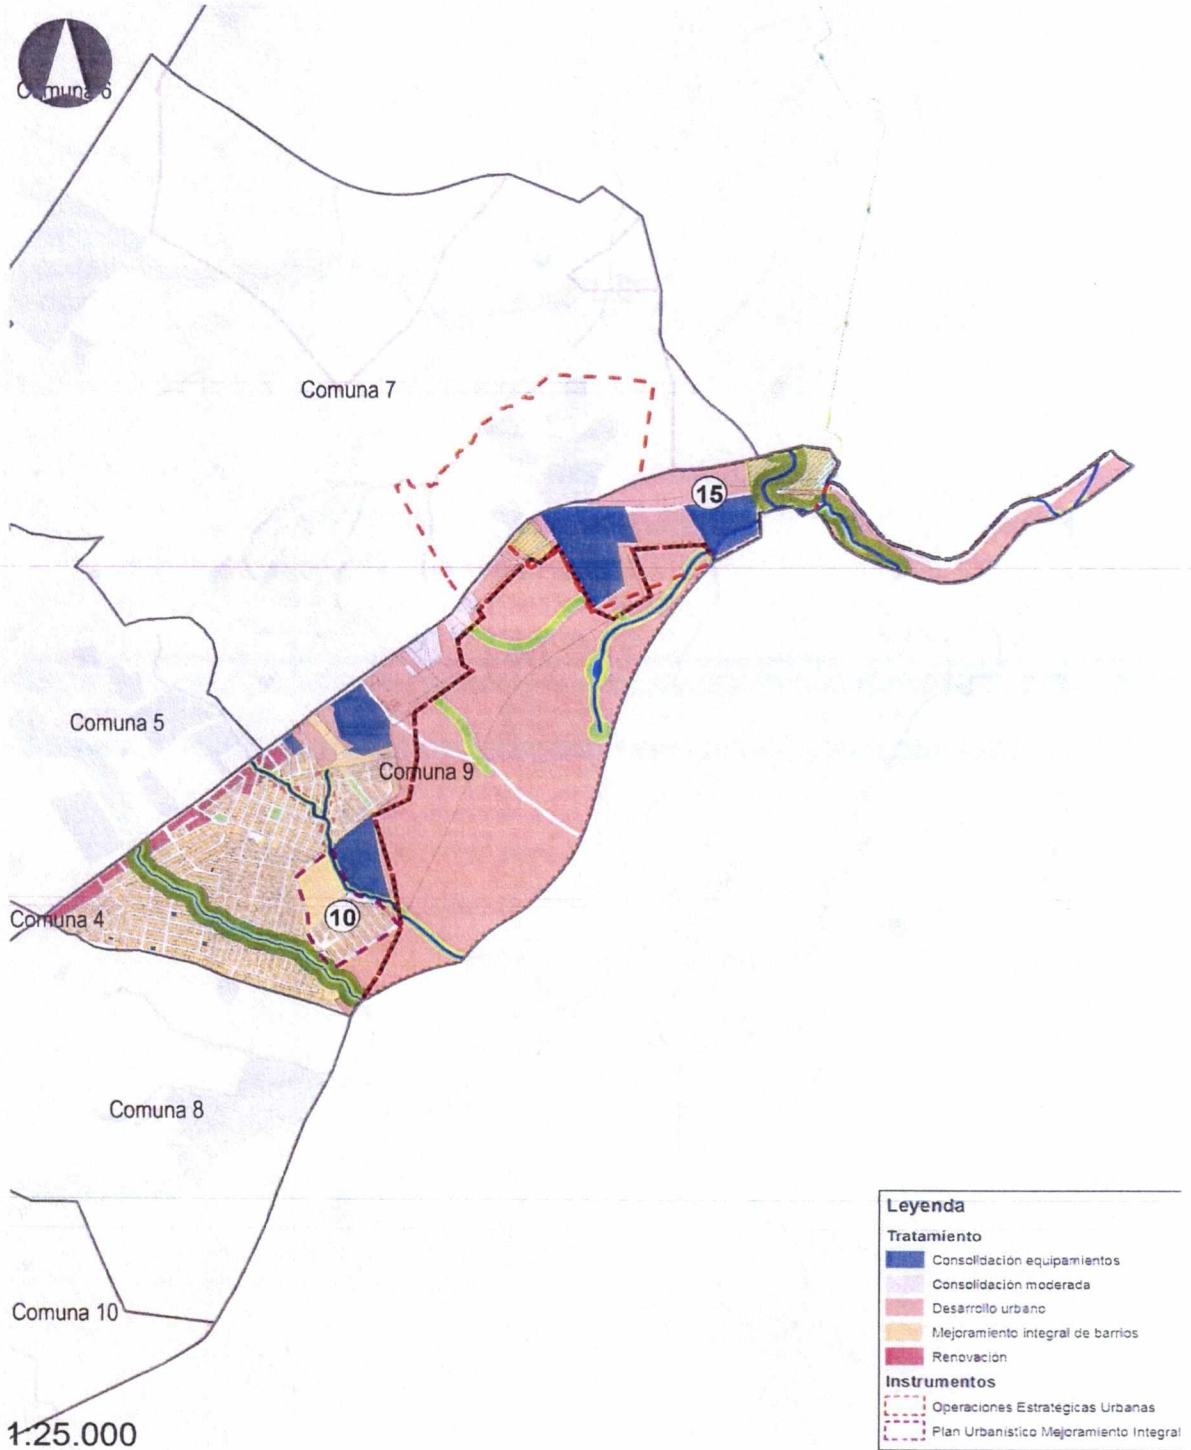 Comuna 6
Comuna 7
15
Comuna 5
Comuna 9
Comuna 4
10
Comuna 8
Comuna 10
1:25.000
Leyenda
Tratamiento
Consolidación equipamientos
Consolidación moderada
Desarrollo urbano
Mejoramiento integral de barrios
Renovación
Instrumentos
Operaciones Estrategicas Urbanas
Plan Urbanistico Mejoramiento Integral